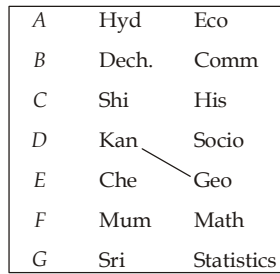 A Hyd Eco
B Dech. Comm
C Shi His
D Kan Socio
E Che Geo
F Mum Math
G Sri Statistics